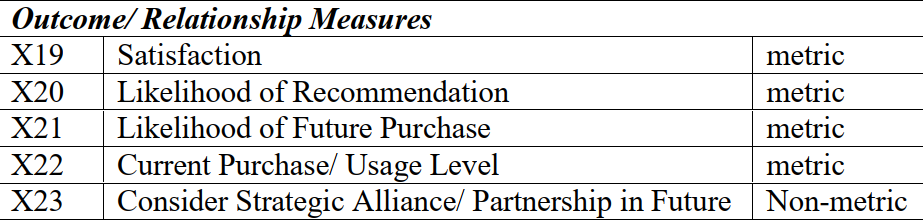 Outcome/ Relationship Measures
X19 Satisfaction metric
X20 Likelihood of Recommendation metric
X21 Likelihood of Future Purchase metric
X22 Current Purchase/ Usage Level metric
X23 Consider Strategic Alliance/ Partnership in Future Non-metric